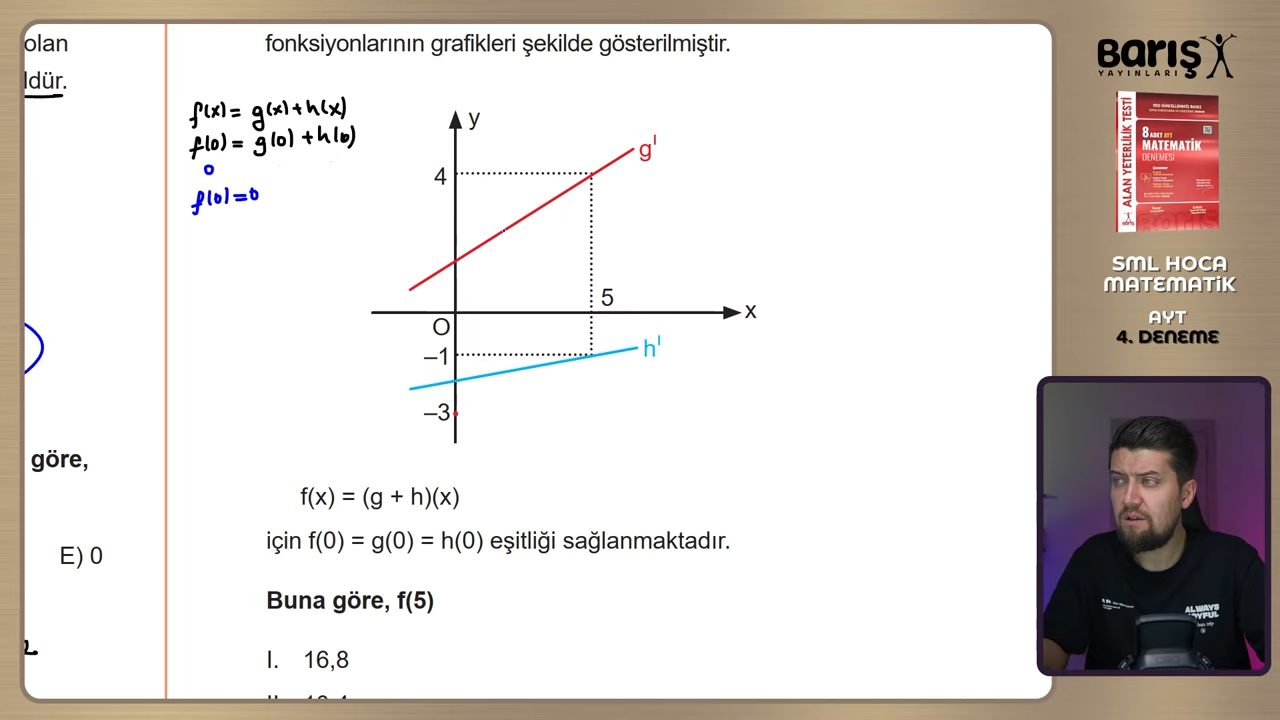 olan
ldür.
fonksiyonlarının grafikleri şekilde gösterilmiştir.
f(x) = g(x) + h(x)
f(0) = g(0) + h(0)
0
f(0) = 0
y
g'
4
5
x
O
–1
h'
–3
göre,
f(x) = (g + h)(x)
için f(0) = g(0) = h(0) eşitliği sağlanmaktadır.
E) 0
Buna göre, f(5)
I. 16,8
BARIŞ
YAYINLARI
ALAN YETERLİLİK TESTİ
8 ADET AYT
MATEMATİK
DENEMESİ
SML HOCA
MATEMATİK
AYT
4. DENEME
ALWAYS